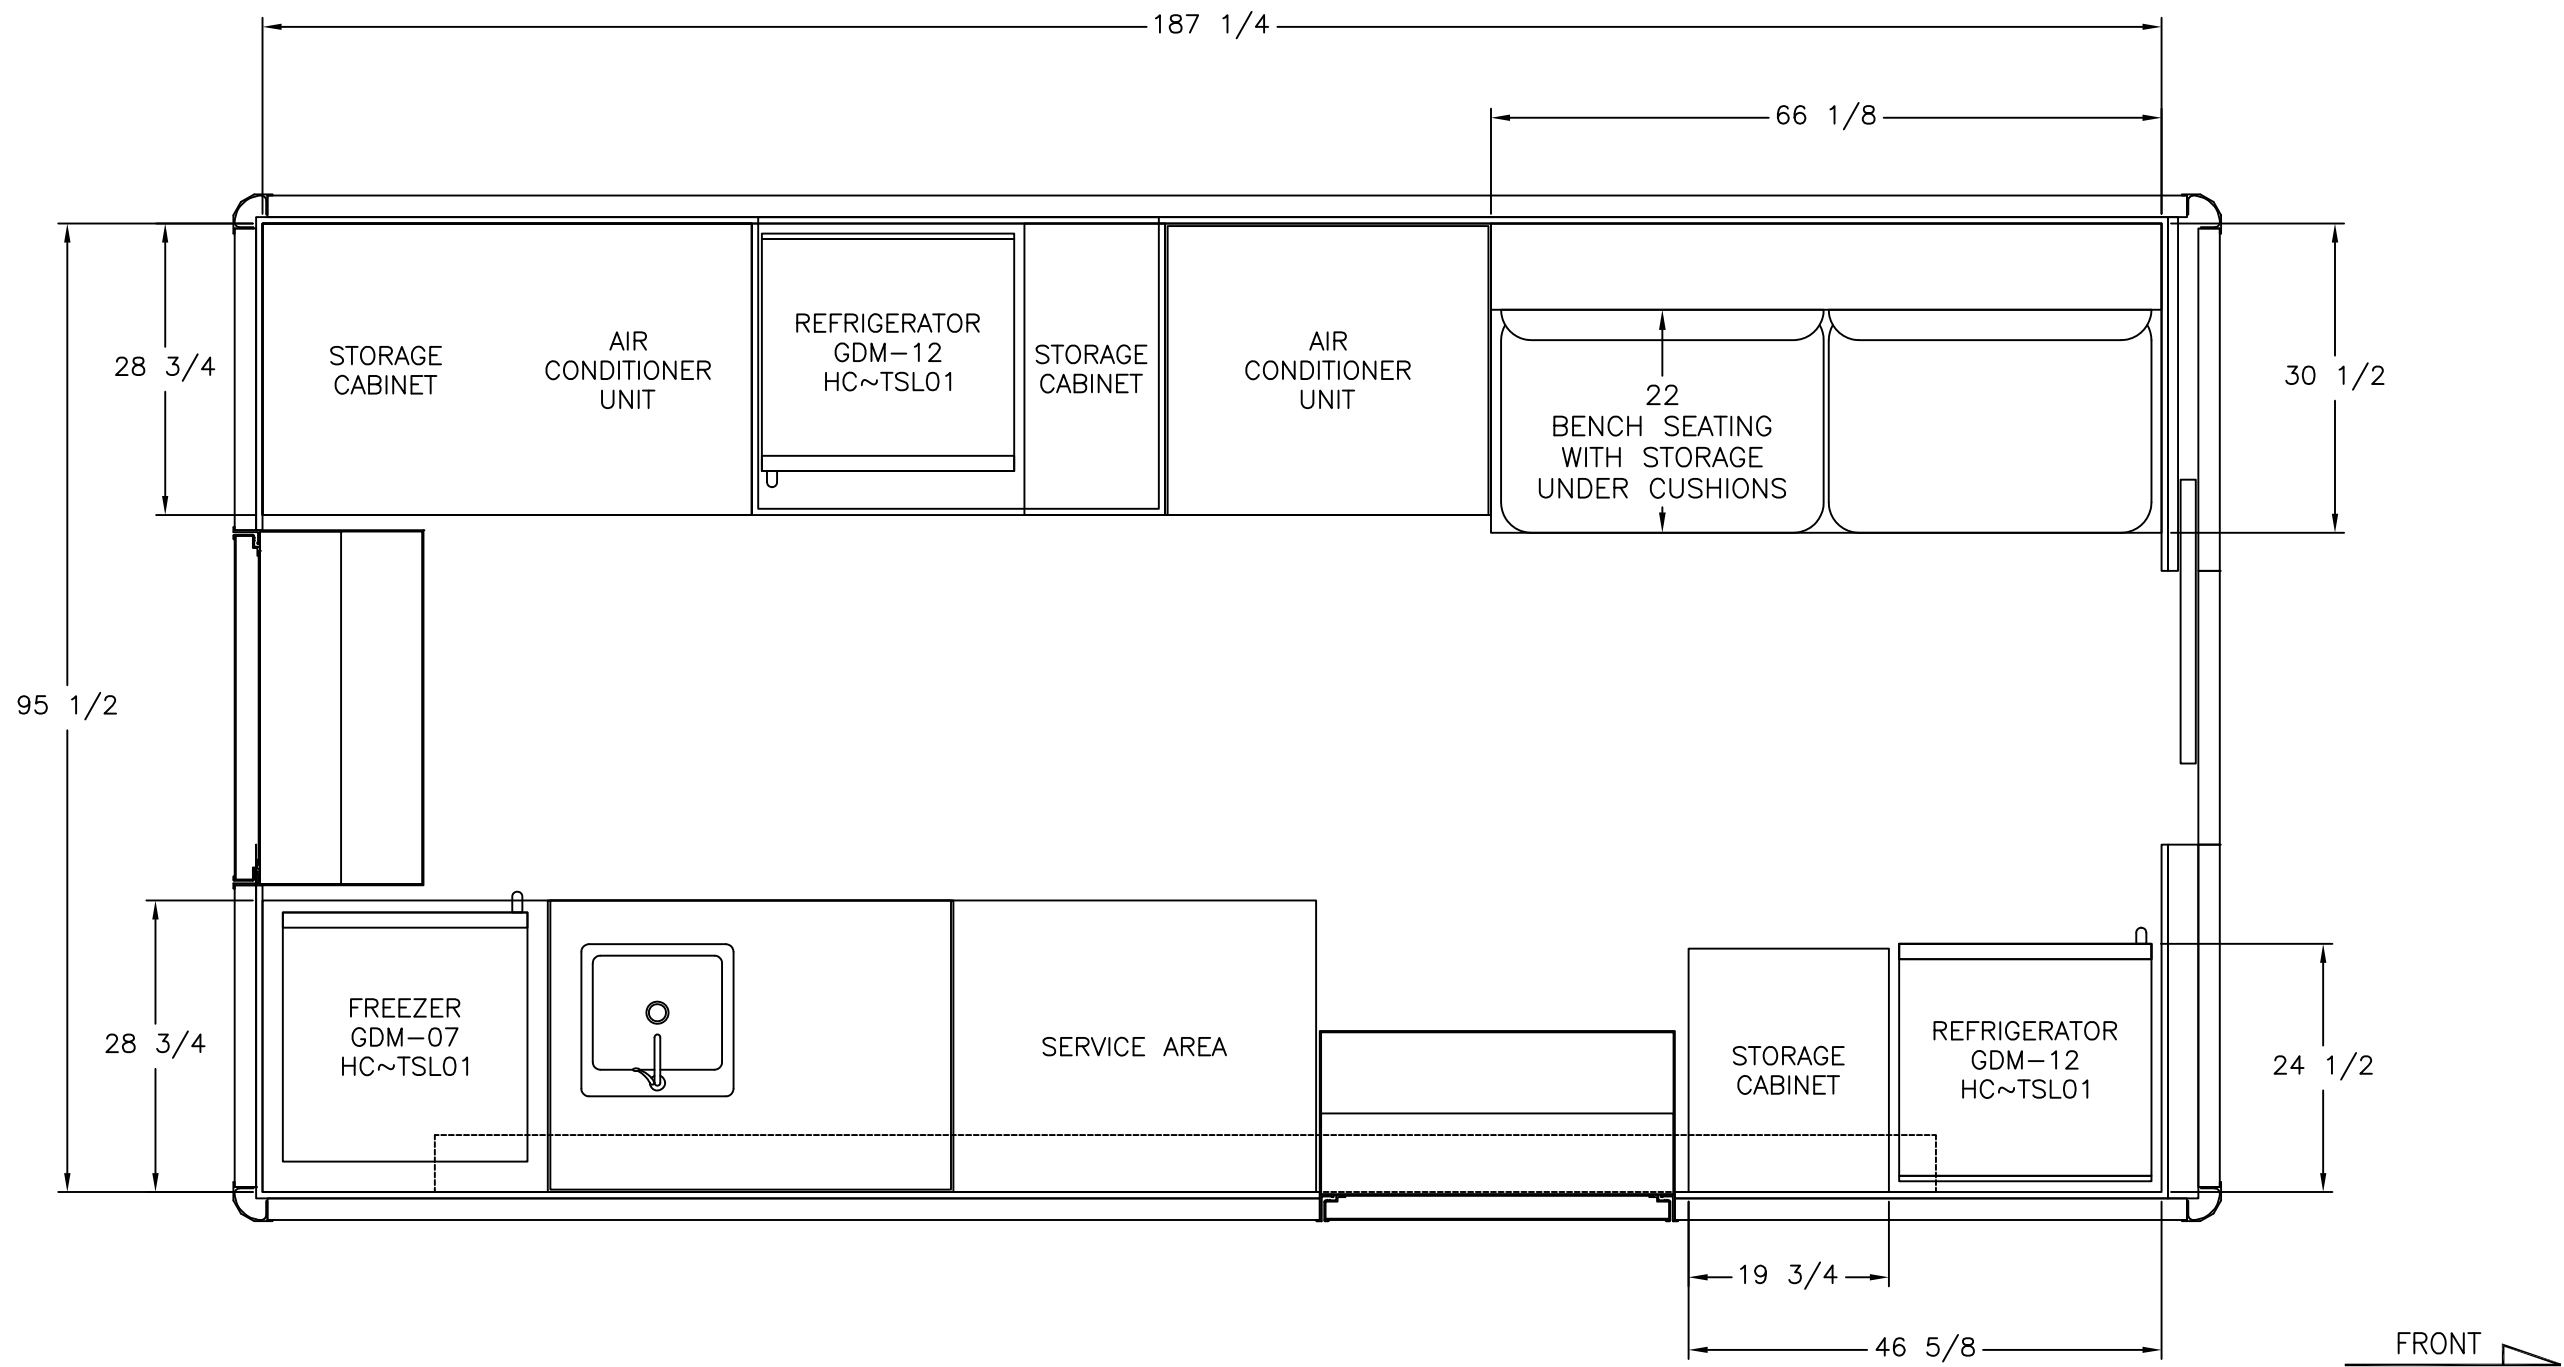 187 1/4
66 1/8
STORAGE
CABINET
AIR
CONDITIONER
UNIT
REFRIGERATOR
GDM-12
HC~TSL01
STORAGE
CABINET
AIR
CONDITIONER
UNIT
22
BENCH SEATING
WITH STORAGE
UNDER CUSHIONS
28 3/4
30 1/2
95 1/2
FREEZER
GDM-07
HC~TSL01
28 3/4
SERVICE AREA
STORAGE
CABINET
REFRIGERATOR
GDM-12
HC~TSL01
24 1/2
19 3/4
46 5/8
FRONT